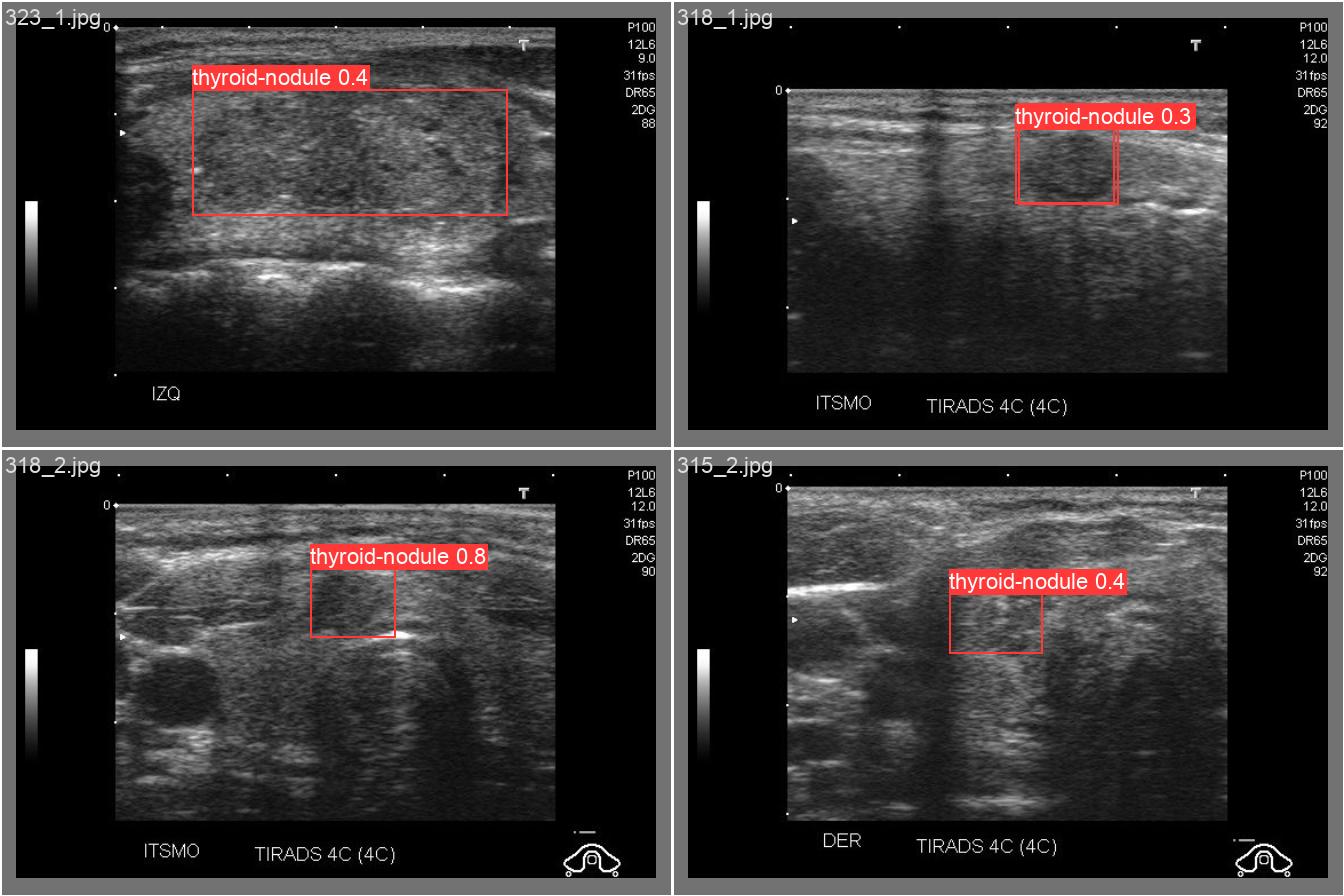 323_1.jpg
thyroid-nodule 0.4
0
T
P100
12L6
9.0
31fps
DR65
2DG
88
IZQ
318_1.jpg
thyroid-nodule 0.3
0
T
P100
12L6
12.0
31fps
DR65
2DG
92
ITSMO TIRADS 4C (4C)
318_2.jpg
thyroid-nodule 0.8
0
T
P100
12L6
12.0
31fps
DR65
2DG
90
ITSMO TIRADS 4C (4C)
315_2.jpg
thyroid-nodule 0.4
0
T
P100
12L6
12.0
31fps
DR65
2DG
92
DER TIRADS 4C (4C)